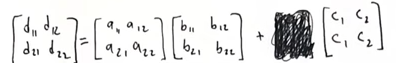 [d₁₁ d₁₂] = [a₁₁ a₁₂] [b₁₁ b₁₂] + [c₁ c₂]
[d₂₁ d₂₂] [a₂₁ a₂₂] [b₂₁ b₂₂] [c₁ c₂]